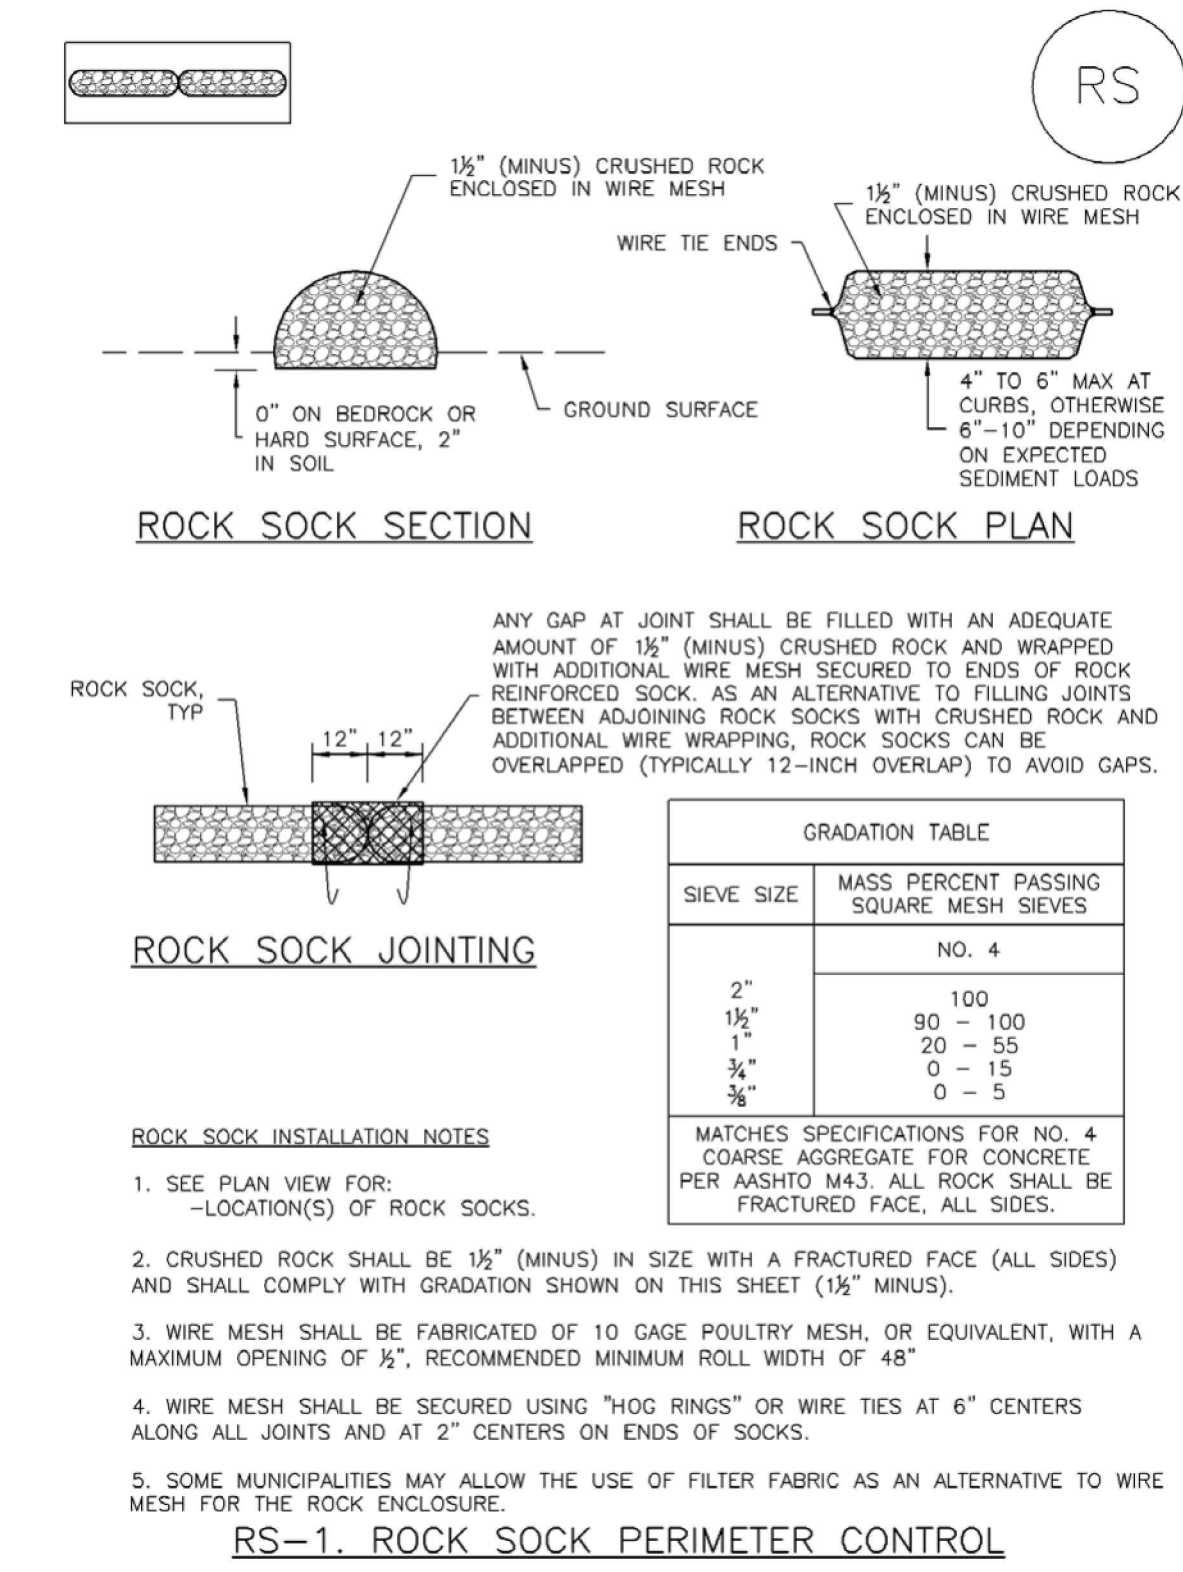 RS
1½" (MINUS) CRUSHED ROCK
ENCLOSED IN WIRE MESH
1½" (MINUS) CRUSHED ROCK
ENCLOSED IN WIRE MESH
WIRE TIE ENDS
0" ON BEDROCK OR
HARD SURFACE, 2"
IN SOIL
GROUND SURFACE
4" TO 6" MAX AT
CURBS, OTHERWISE
6"-10" DEPENDING
ON EXPECTED
SEDIMENT LOADS
ROCK SOCK SECTION
ROCK SOCK PLAN
ANY GAP AT JOINT SHALL BE FILLED WITH AN ADEQUATE
AMOUNT OF 1½" (MINUS) CRUSHED ROCK AND WRAPPED
WITH ADDITIONAL WIRE MESH SECURED TO ENDS OF ROCK
REINFORCED SOCK. AS AN ALTERNATIVE TO FILLING JOINTS
BETWEEN ADJOINING ROCK SOCKS WITH CRUSHED ROCK AND
ADDITIONAL WIRE WRAPPING, ROCK SOCKS CAN BE
OVERLAPPED (TYPICALLY 12-INCH OVERLAP) TO AVOID GAPS.
ROCK SOCK,
TYP
12" 12"
ROCK SOCK JOINTING
GRADATION TABLE
SIEVE SIZE
MASS PERCENT PASSING
SQUARE MESH SIEVES
NO. 4
2" 100
1½" 90 - 100
1" 20 - 55
¾" 0 - 15
⅜" 0 - 5
MATCHES SPECIFICATIONS FOR NO. 4
COARSE AGGREGATE FOR CONCRETE
PER AASHTO M43. ALL ROCK SHALL BE
FRACTURED FACE, ALL SIDES.
ROCK SOCK INSTALLATION NOTES
1. SEE PLAN VIEW FOR:
-LOCATION(S) OF ROCK SOCKS.
2. CRUSHED ROCK SHALL BE 1½" (MINUS) IN SIZE WITH A FRACTURED FACE (ALL SIDES)
AND SHALL COMPLY WITH GRADATION SHOWN ON THIS SHEET (1½" MINUS).
3. WIRE MESH SHALL BE FABRICATED OF 10 GAGE POULTRY MESH, OR EQUIVALENT, WITH A
MAXIMUM OPENING OF ½", RECOMMENDED MINIMUM ROLL WIDTH OF 48"
4. WIRE MESH SHALL BE SECURED USING "HOG RINGS" OR WIRE TIES AT 6" CENTERS
ALONG ALL JOINTS AND AT 2" CENTERS ON ENDS OF SOCKS.
5. SOME MUNICIPALITIES MAY ALLOW THE USE OF FILTER FABRIC AS AN ALTERNATIVE TO WIRE
MESH FOR THE ROCK ENCLOSURE.
RS-1. ROCK SOCK PERIMETER CONTROL